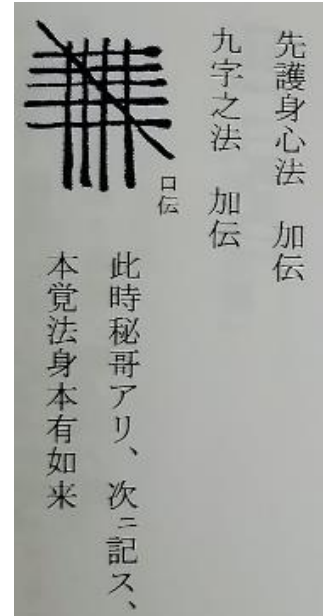 先護身心法　加伝
九字之法　加伝
口伝
此時秘哥アリ、次ニ記ス、
本覚法身本有如来